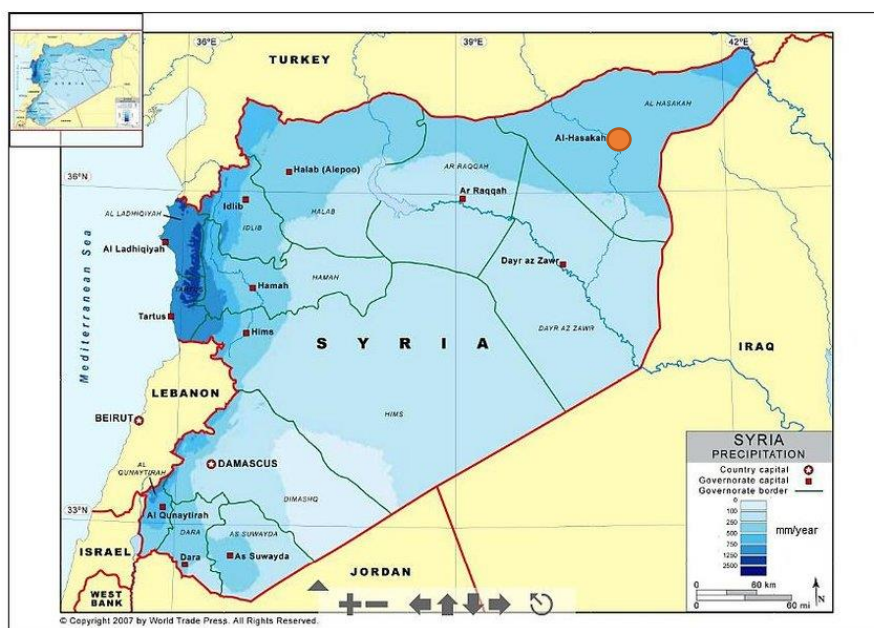 36°E
39°E
42°E
TURKEY
AL HASAKAH
Al-Hasakah
Halab (Aleppo)
AR RAQQAH
36°N
Ar Raqqah
Idlib
AL LADHIQIYAH
HALAB
IDLIB
Al Ladhiqiyah
Dayr az Zawr
HAMAH
Hamah
Tartus
Hims
DAYR AZ ZAWR
SYRIA
IRAQ
Mediterranean Sea
LEBANON
HIMS
BEIRUT
DAMASCUS
AL QUNAYTIRAH
DIMASHQ
Al Qunaytirah
33°N
DARA
AS SUWAYDA
ISRAEL
Dara
As Suwayda
JORDAN
WEST
BANK
SYRIA
PRECIPITATION
Country capital
Governorate capital
Governorate border
0
100
250
500
750
1250
2500
mm/year
0 60 km
0 60 mi
N
© Copyright 2007 by World Trade Press. All Rights Reserved.